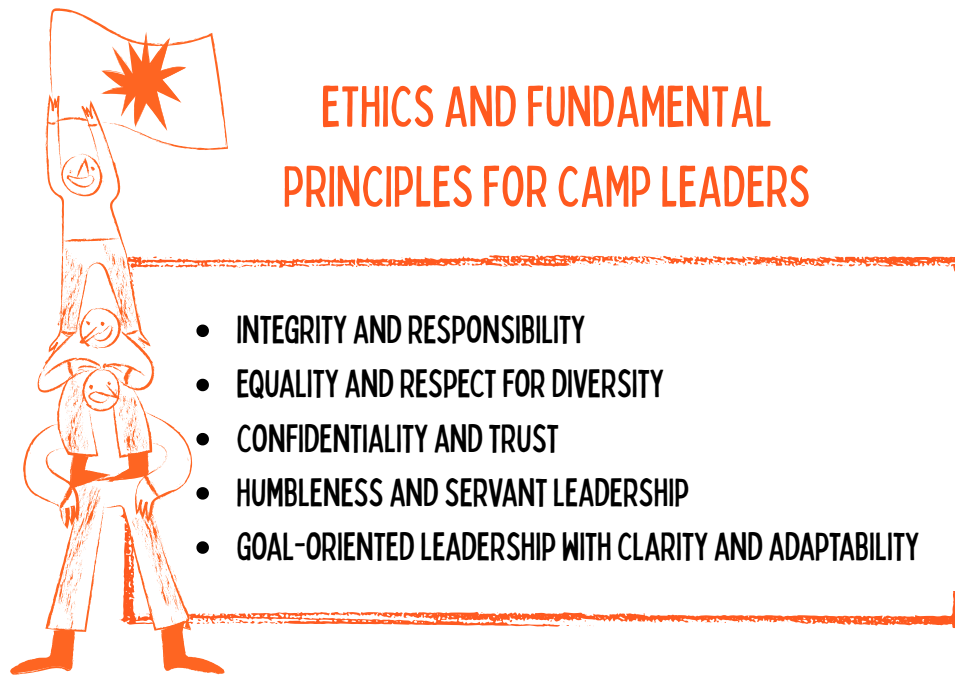 ETHICS AND FUNDAMENTAL
PRINCIPLES FOR CAMP LEADERS
• INTEGRITY AND RESPONSIBILITY
• EQUALITY AND RESPECT FOR DIVERSITY
• CONFIDENTIALITY AND TRUST
• HUMBLENESS AND SERVANT LEADERSHIP
• GOAL-ORIENTED LEADERSHIP WITH CLARITY AND ADAPTABILITY